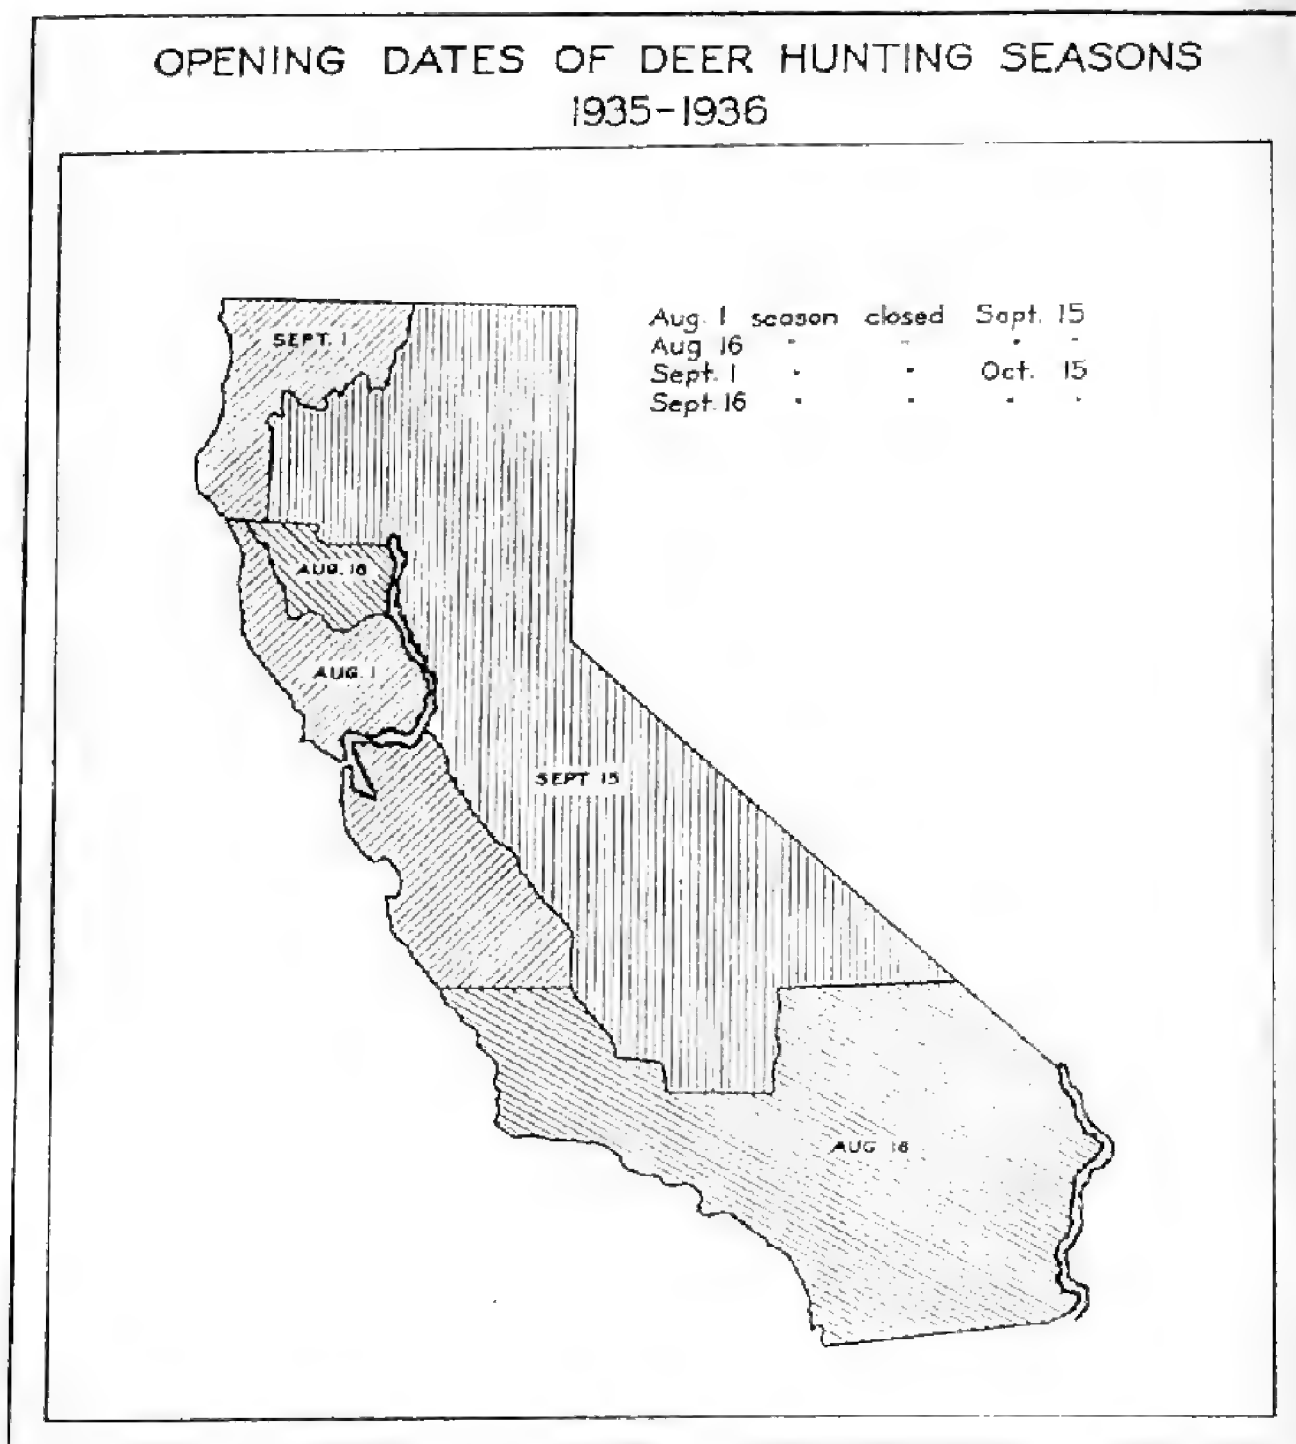 OPENING DATES OF DEER HUNTING SEASONS
1935-1936
Aug. 1 season closed Sept. 15
Aug 16 " " " "
Sept. 1 " " Oct. 15
Sept. 16 " " " "
SEPT. 1
AUG. 16
AUG. 1
SEPT 15
AUG 16